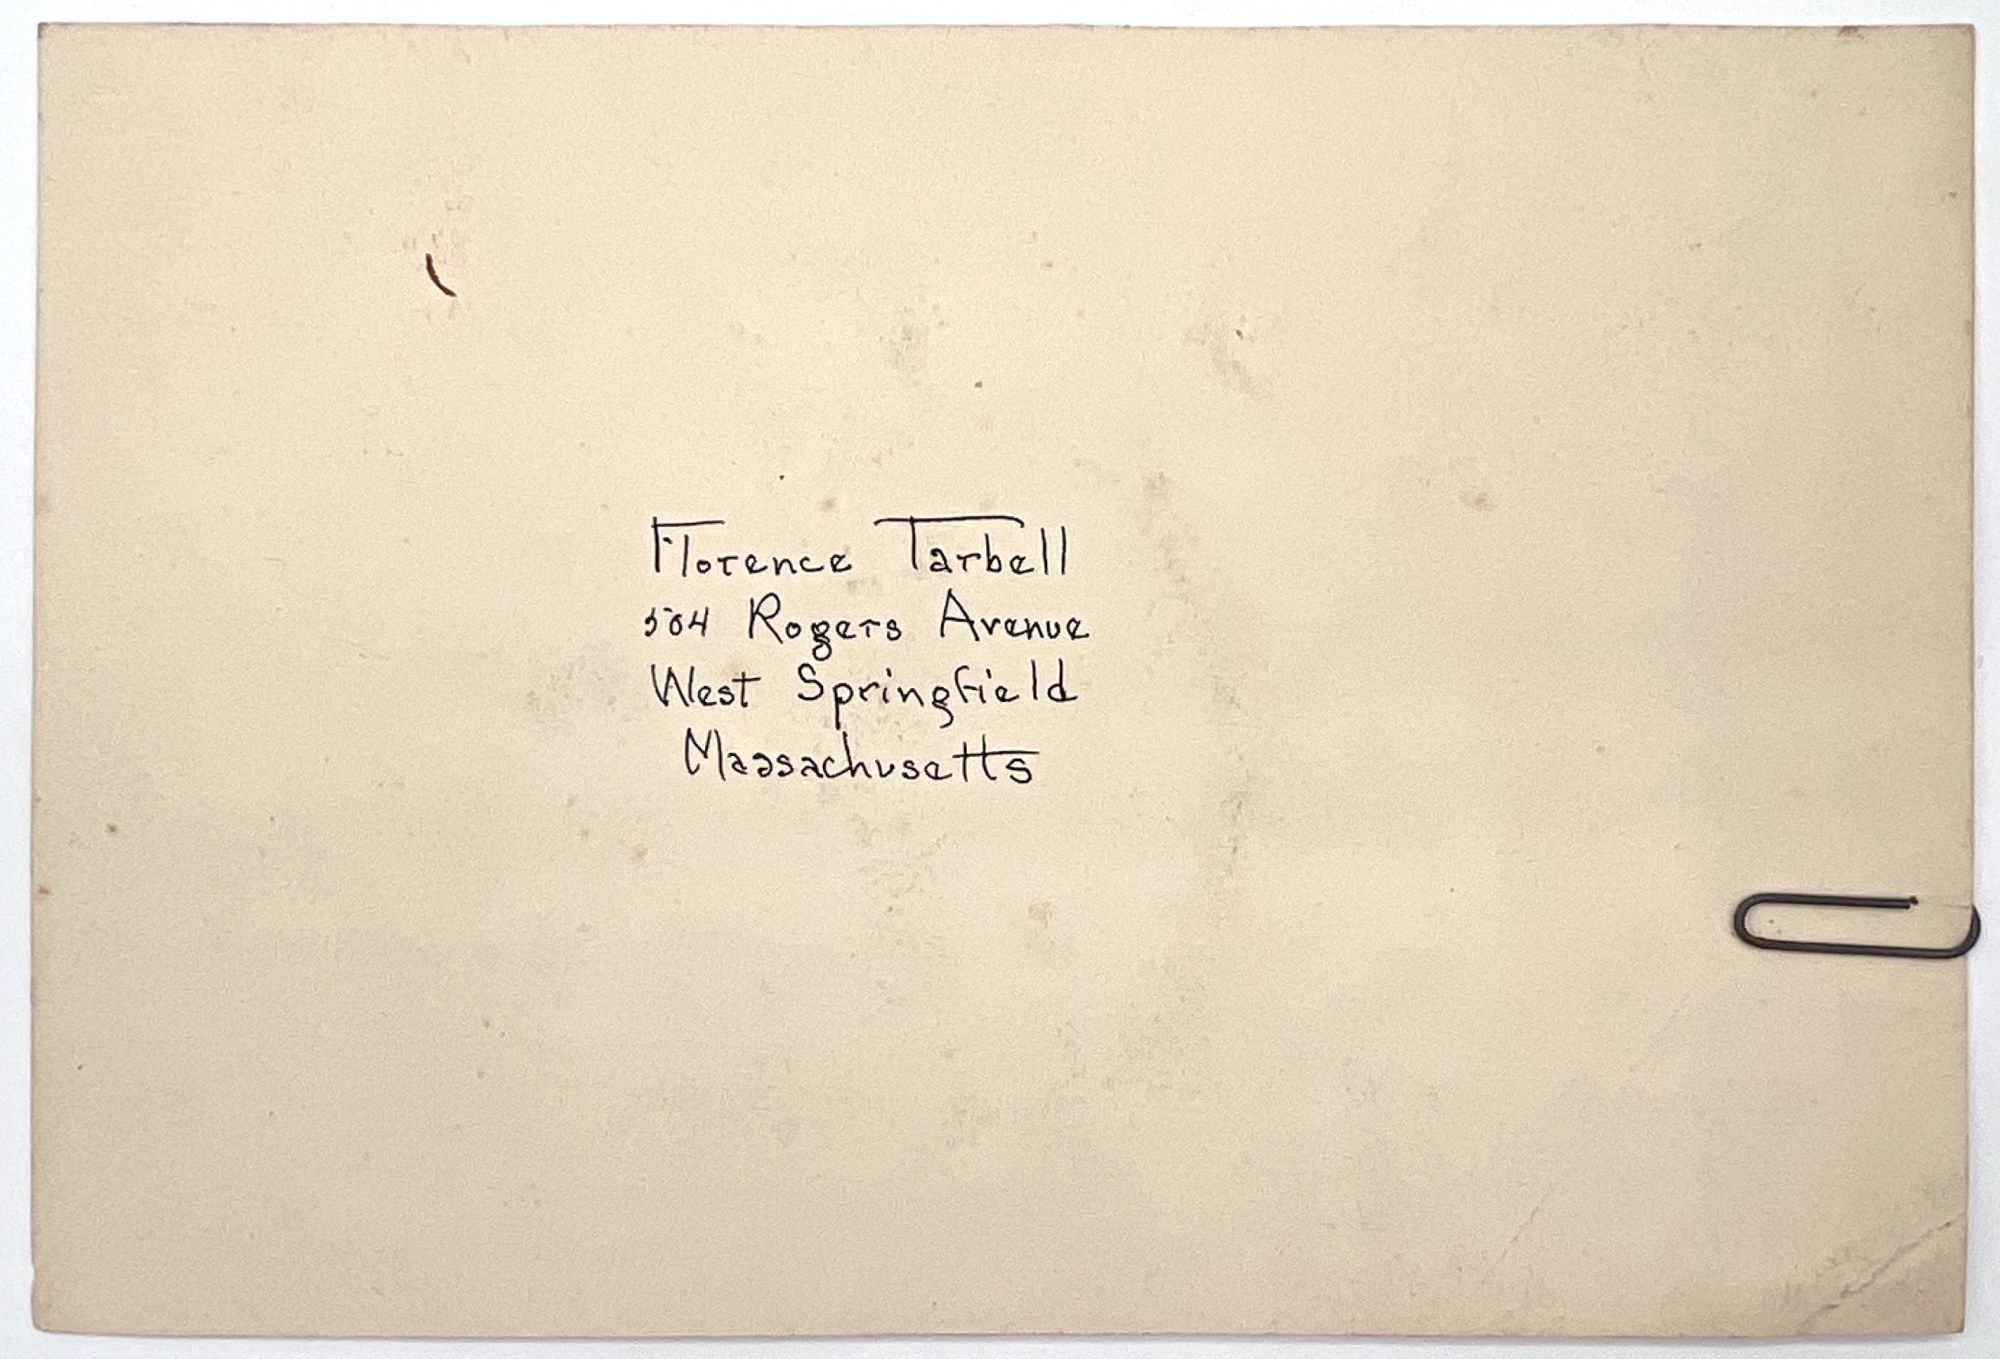 Florence Tarbell
504 Rogers Avenue
West Springfield
Massachusetts